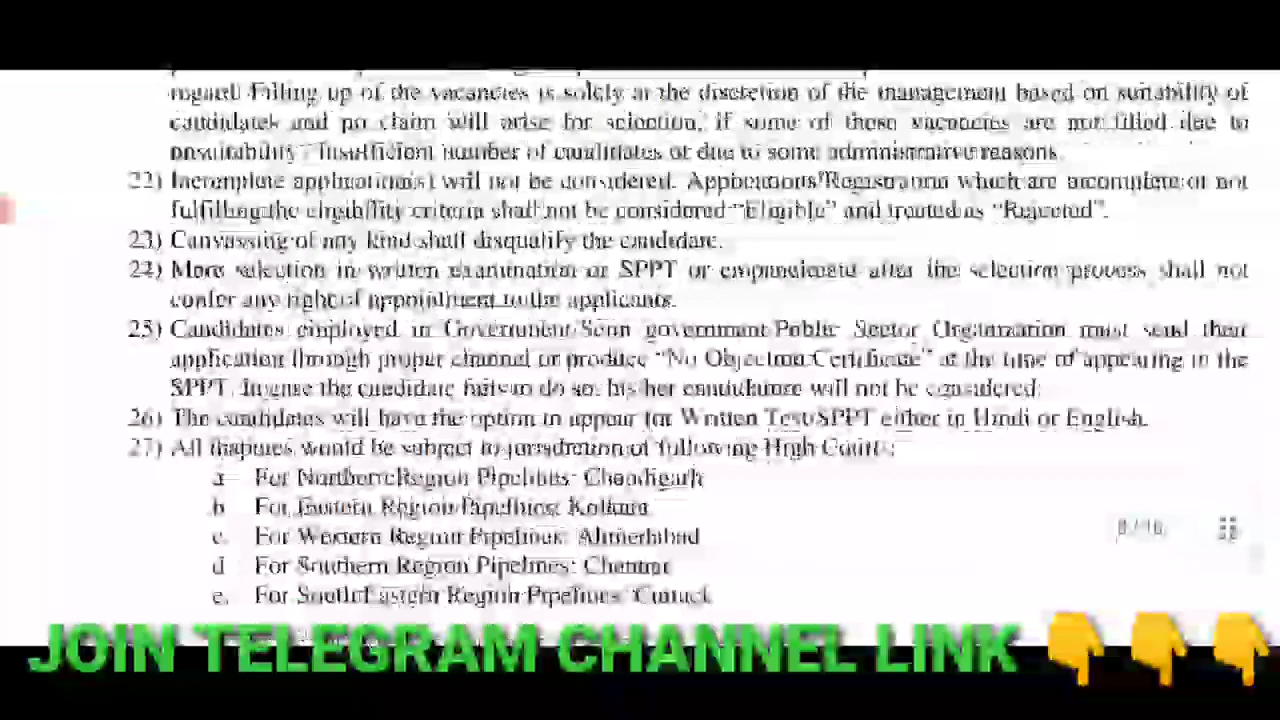 regard. Filling up of the vacancies is solely at the discretion of the management based on suitability of
candidates and no claim will arise for selection, if some of these vacancies are not filled due to
unsuitability / Insufficient number of candidates or due to some administrative reasons.
22) Incomplete application(s) will not be considered. Applications/Registration which are incomplete or not
fulfilling the eligibility criteria shall not be considered "Eligible" and treated as "Rejected".
23) Canvassing of any kind shall disqualify the candidate.
24) Mere selection in written examination or SPPT or empanelment after the selection process shall not
confer any right of appointment to the applicants.
25) Candidates employed in Government/Semi government/Public Sector Organization must send their
application through proper channel or produce "No Objection Certificate" at the time of appearing in the
SPPT. In case the candidate fails to do so, his/her candidature will not be considered.
26) The candidates will have the option to appear for Written Test/SPPT either in Hindi or English.
27) All disputes would be subject to jurisdiction of following High Courts:
a. For Northern Region Pipelines: Chandigarh
b. For Eastern Region Pipelines: Kolkata
c. For Western Region Pipelines: Ahmedabad
d. For Southern Region Pipelines: Chennai
e. For South Eastern Region Pipelines: Cuttack
8 / 16
JOIN TELEGRAM CHANNEL LINK 👇👇👇